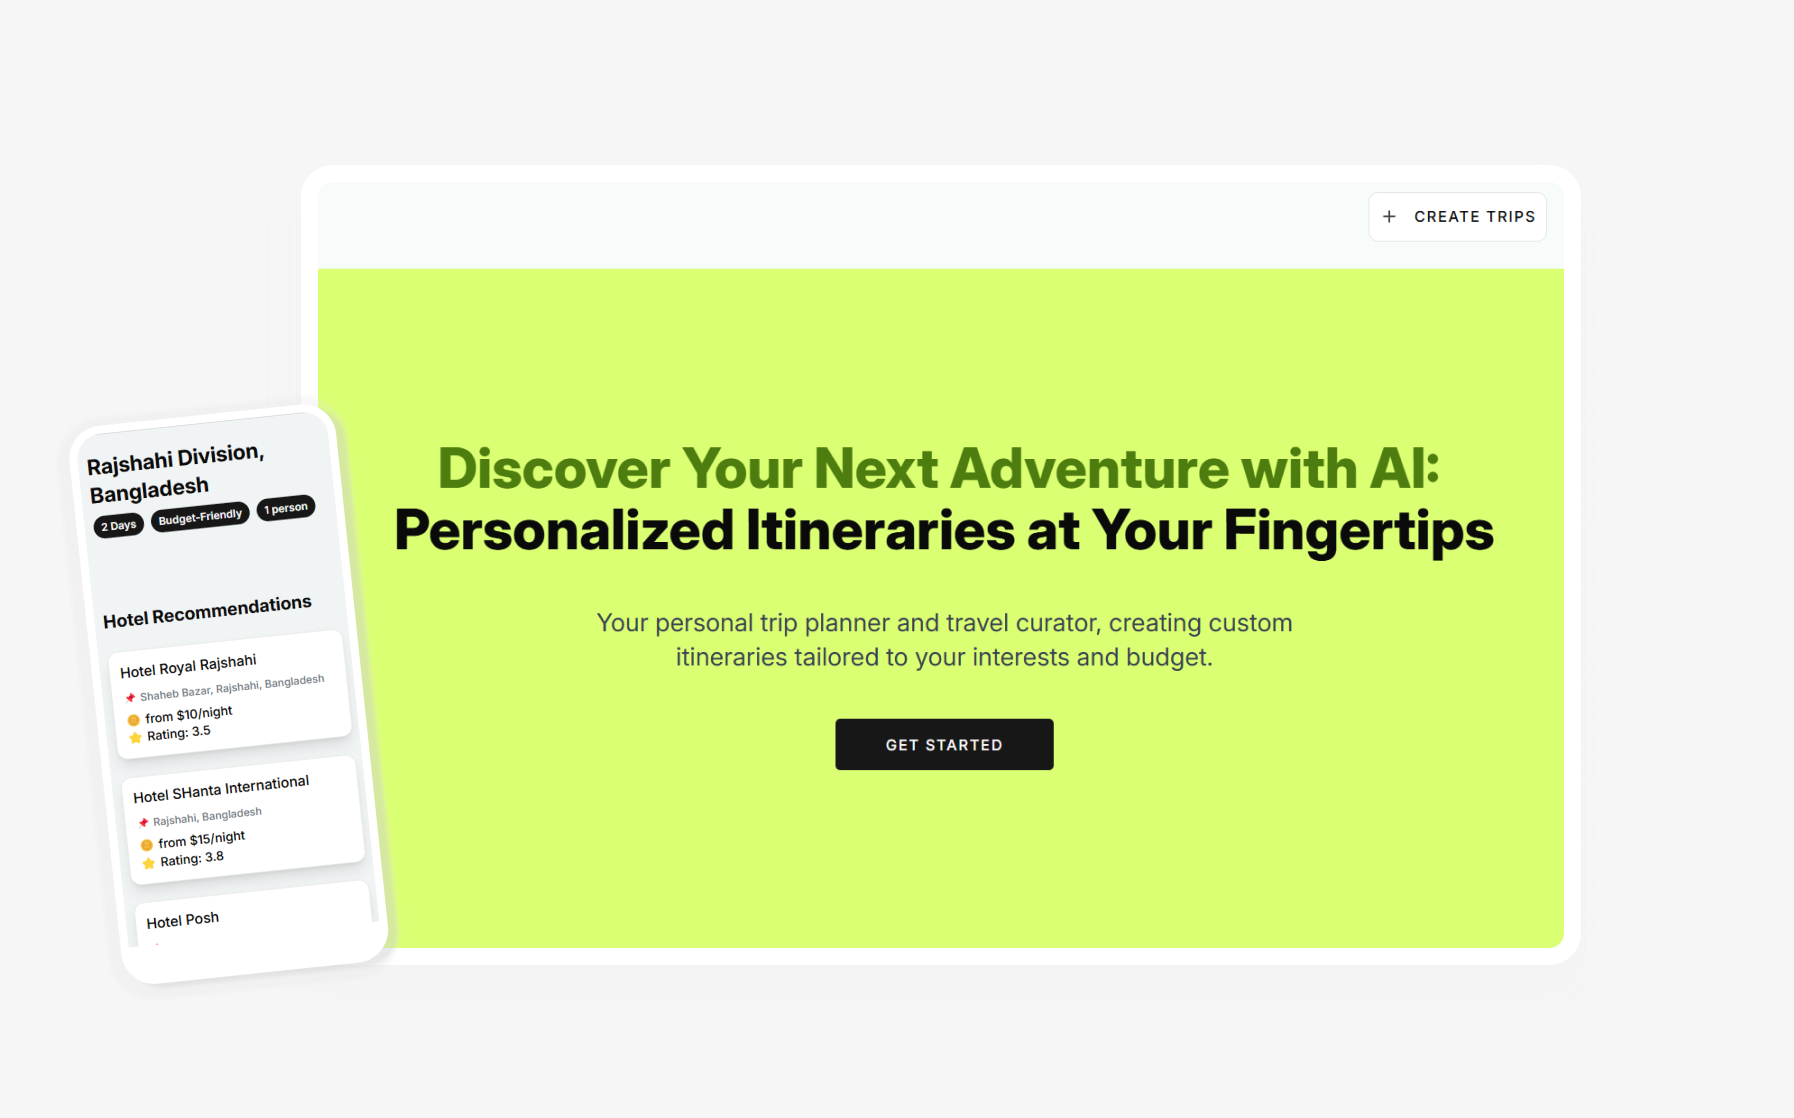 + CREATE TRIPS
Discover Your Next Adventure with AI:
Personalized Itineraries at Your Fingertips
Your personal trip planner and travel curator, creating custom
itineraries tailored to your interests and budget.
GET STARTED
Rajshahi Division,
Bangladesh
2 Days Budget-Friendly 1 person
Hotel Recommendations
Hotel Royal Rajshahi
Shaheb Bazar, Rajshahi, Bangladesh
from $10/night
Rating: 3.5
Hotel SHanta International
Rajshahi, Bangladesh
from $15/night
Rating: 3.8
Hotel Posh